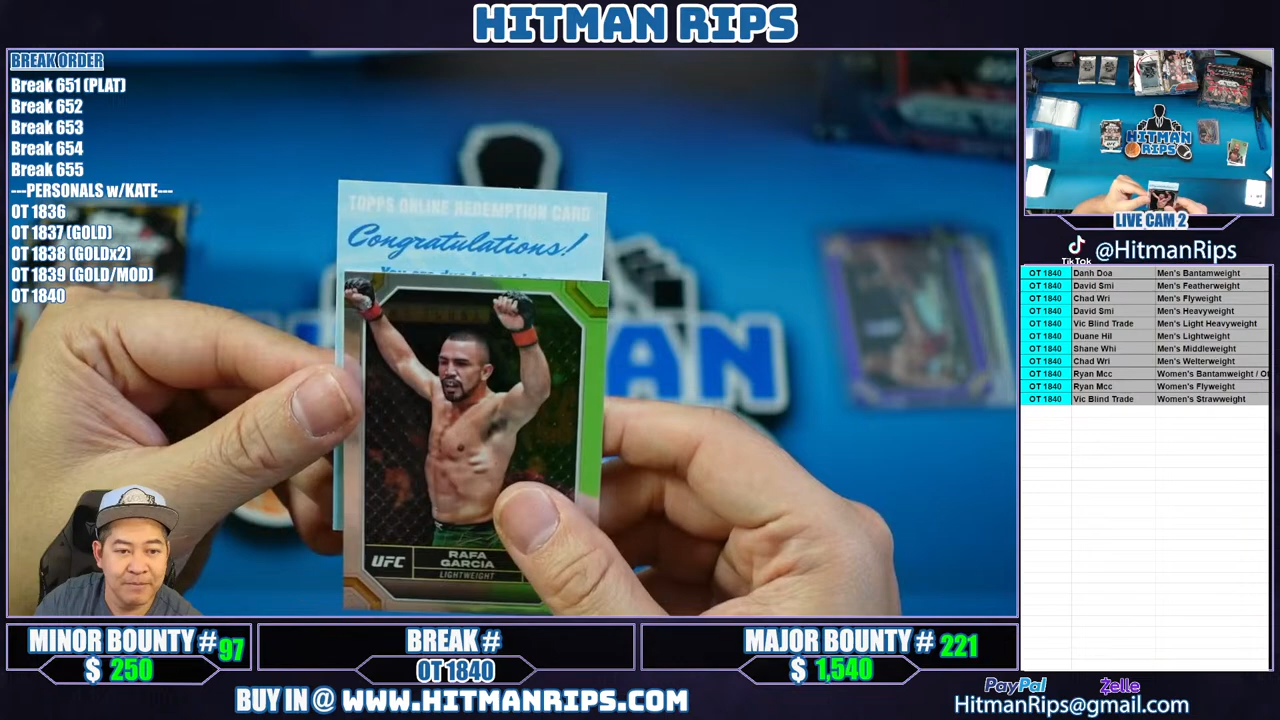 HITMAN RIPS
BREAK ORDER
Break 651 (PLAT)
Break 652
Break 653
Break 654
Break 655
---PERSONALS w/KATE---
OT 1836
OT 1837 (GOLD)
OT 1838 (GOLDx2)
OT 1839 (GOLD/MOD)
OT 1840
TOPPS ONLINE REDEMPTION CARD
Congratulations!
UFC
RAFA
GARCIA
LIGHTWEIGHT
HITMAN
RIPS
LIVE CAM 2
TikTok @HitmanRips
OT 1840 Danh Doa Men's Bantamweight
OT 1840 David Smi Men's Featherweight
OT 1840 Chad Wri Men's Flyweight
OT 1840 David Smi Men's Heavyweight
OT 1840 Vic Blind Trade Men's Light Heavyweight
OT 1840 Duane Hil Men's Lightweight
OT 1840 Shane Whi Men's Middleweight
OT 1840 Chad Wri Men's Welterweight
OT 1840 Ryan Mcc Women's Bantamweight / Ot
OT 1840 Ryan Mcc Women's Flyweight
OT 1840 Vic Blind Trade Women's Strawweight
MINOR BOUNTY # 97
$ 250
BREAK #
OT 1840
MAJOR BOUNTY # 221
$ 1,540
BUY IN @ WWW.HITMANRIPS.COM
PayPal Zelle
HitmanRips@gmail.com